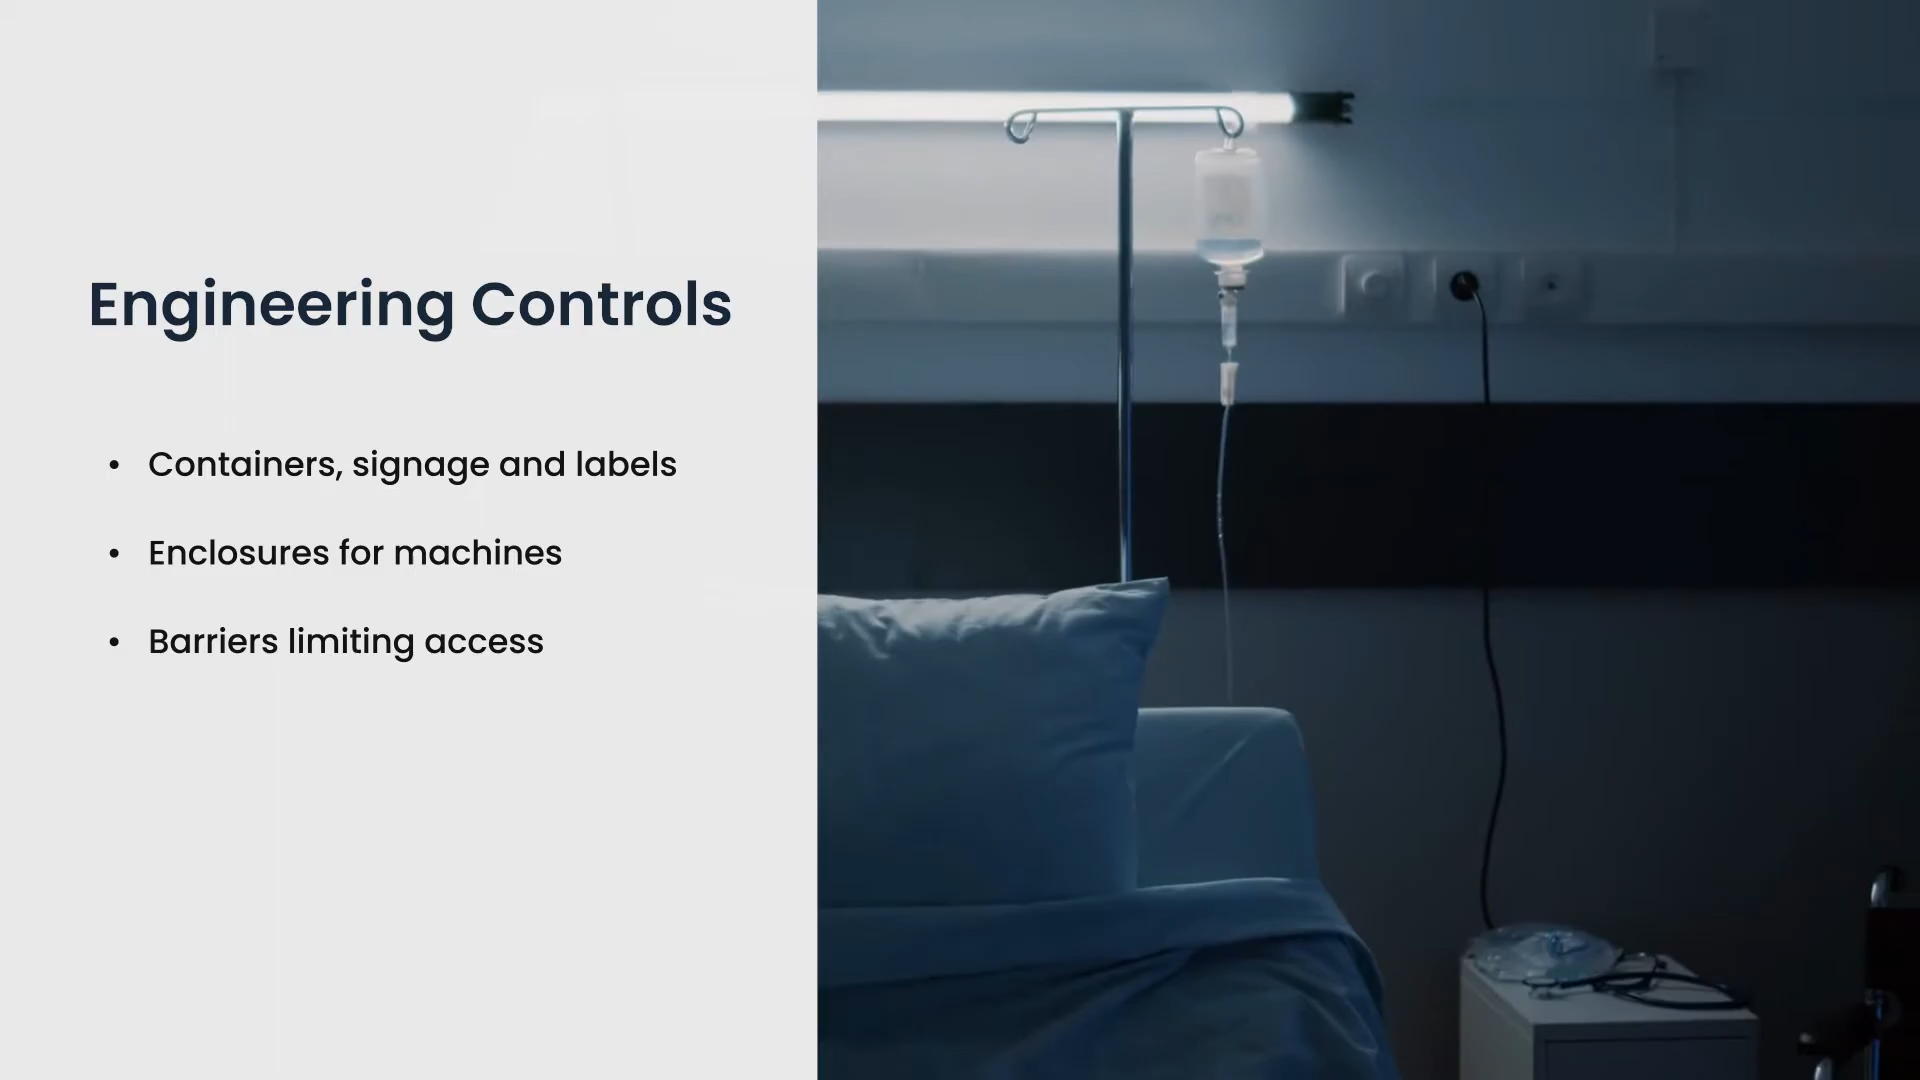 Engineering Controls
• Containers, signage and labels
• Enclosures for machines
• Barriers limiting access